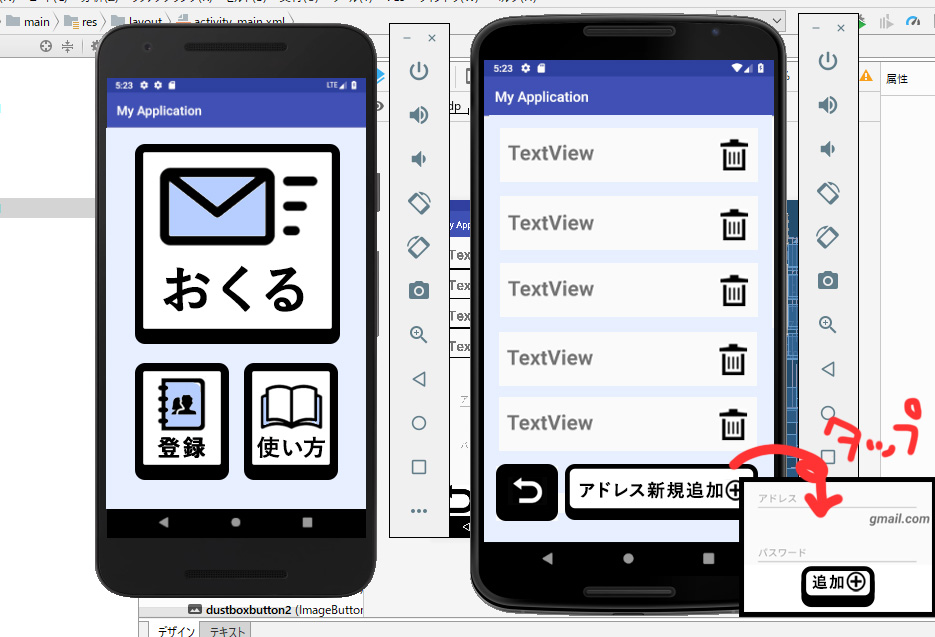 main
res
layout
activity_main.xml
5:23
LTE
My Application
おくる
登録
使い方
5:23
My Application
TextView
TextView
TextView
TextView
TextView
アドレス新規追加
タップ
アドレス
gmail.com
パスワード
追加
属性
dustboxbutton2 (ImageButton
デザイン
テキスト